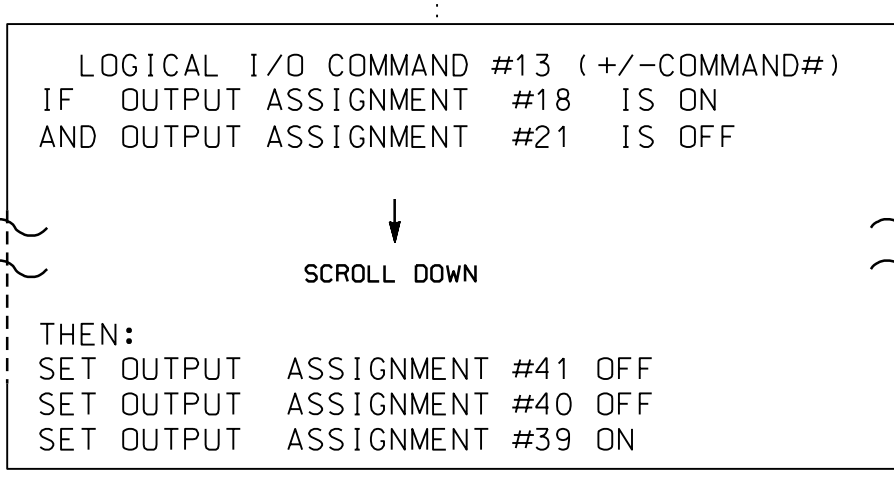 LOGICAL I/O COMMAND #13 (+/-COMMAND#)
IF OUTPUT ASSIGNMENT #18 IS ON
AND OUTPUT ASSIGNMENT #21 IS OFF
SCROLL DOWN
THEN:
SET OUTPUT ASSIGNMENT #41 OFF
SET OUTPUT ASSIGNMENT #40 OFF
SET OUTPUT ASSIGNMENT #39 ON